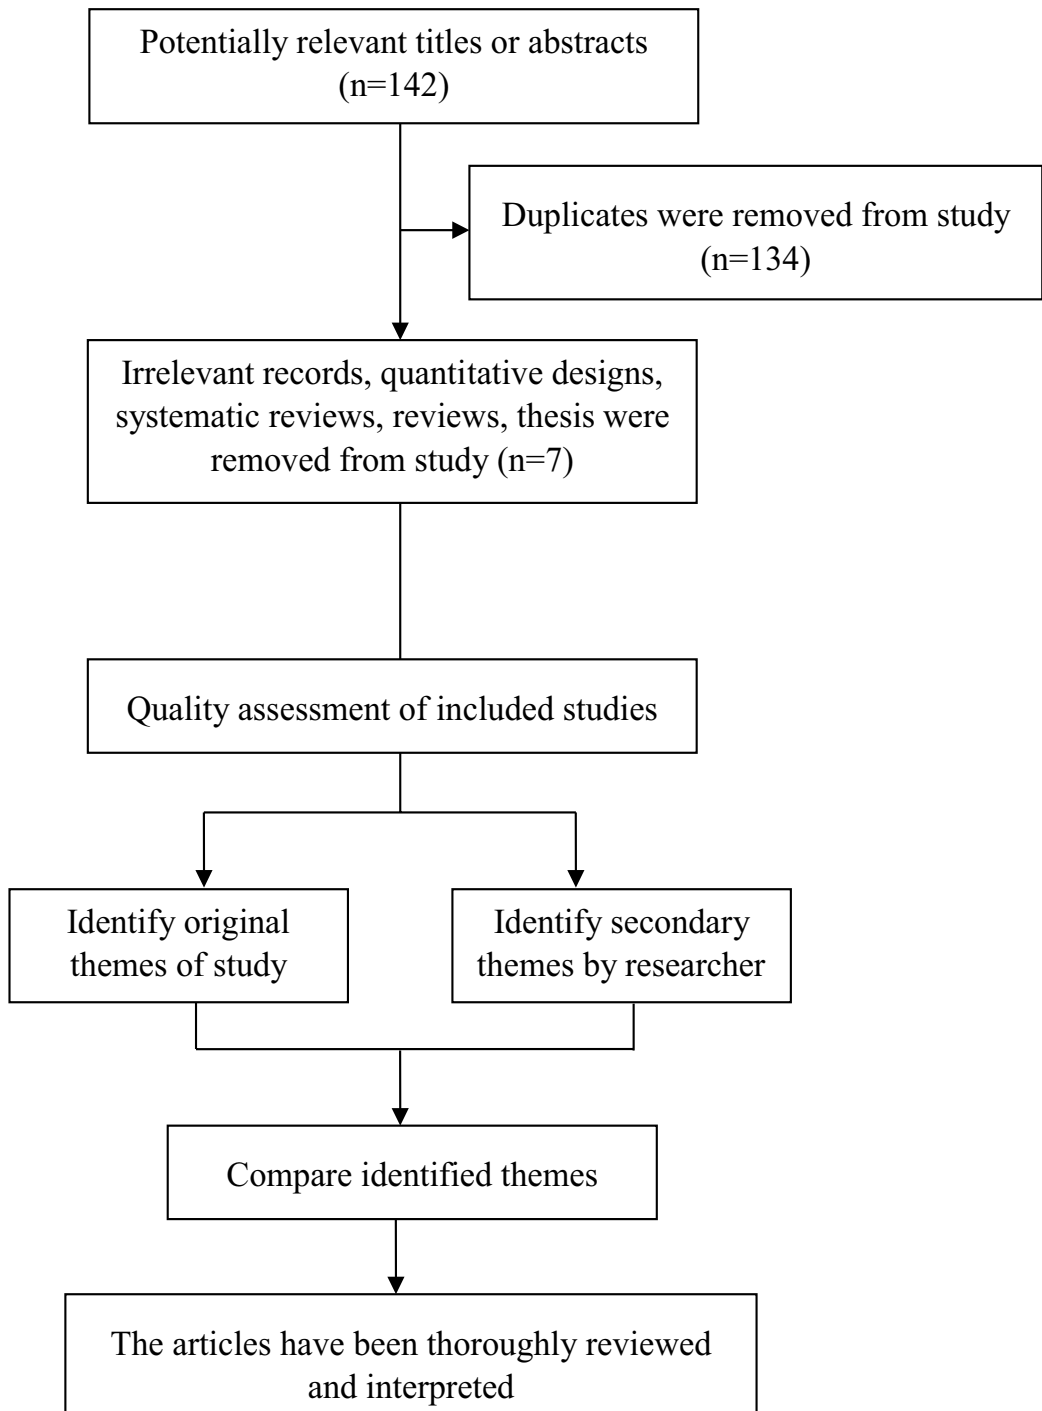 Potentially relevant titles or abstracts
(n=142)
Duplicates were removed from study
(n=134)
Irrelevant records, quantitative designs,
systematic reviews, reviews, thesis were
removed from study (n=7)
Quality assessment of included studies
Identify original
themes of study
Identify secondary
themes by researcher
Compare identified themes
The articles have been thoroughly reviewed
and interpreted